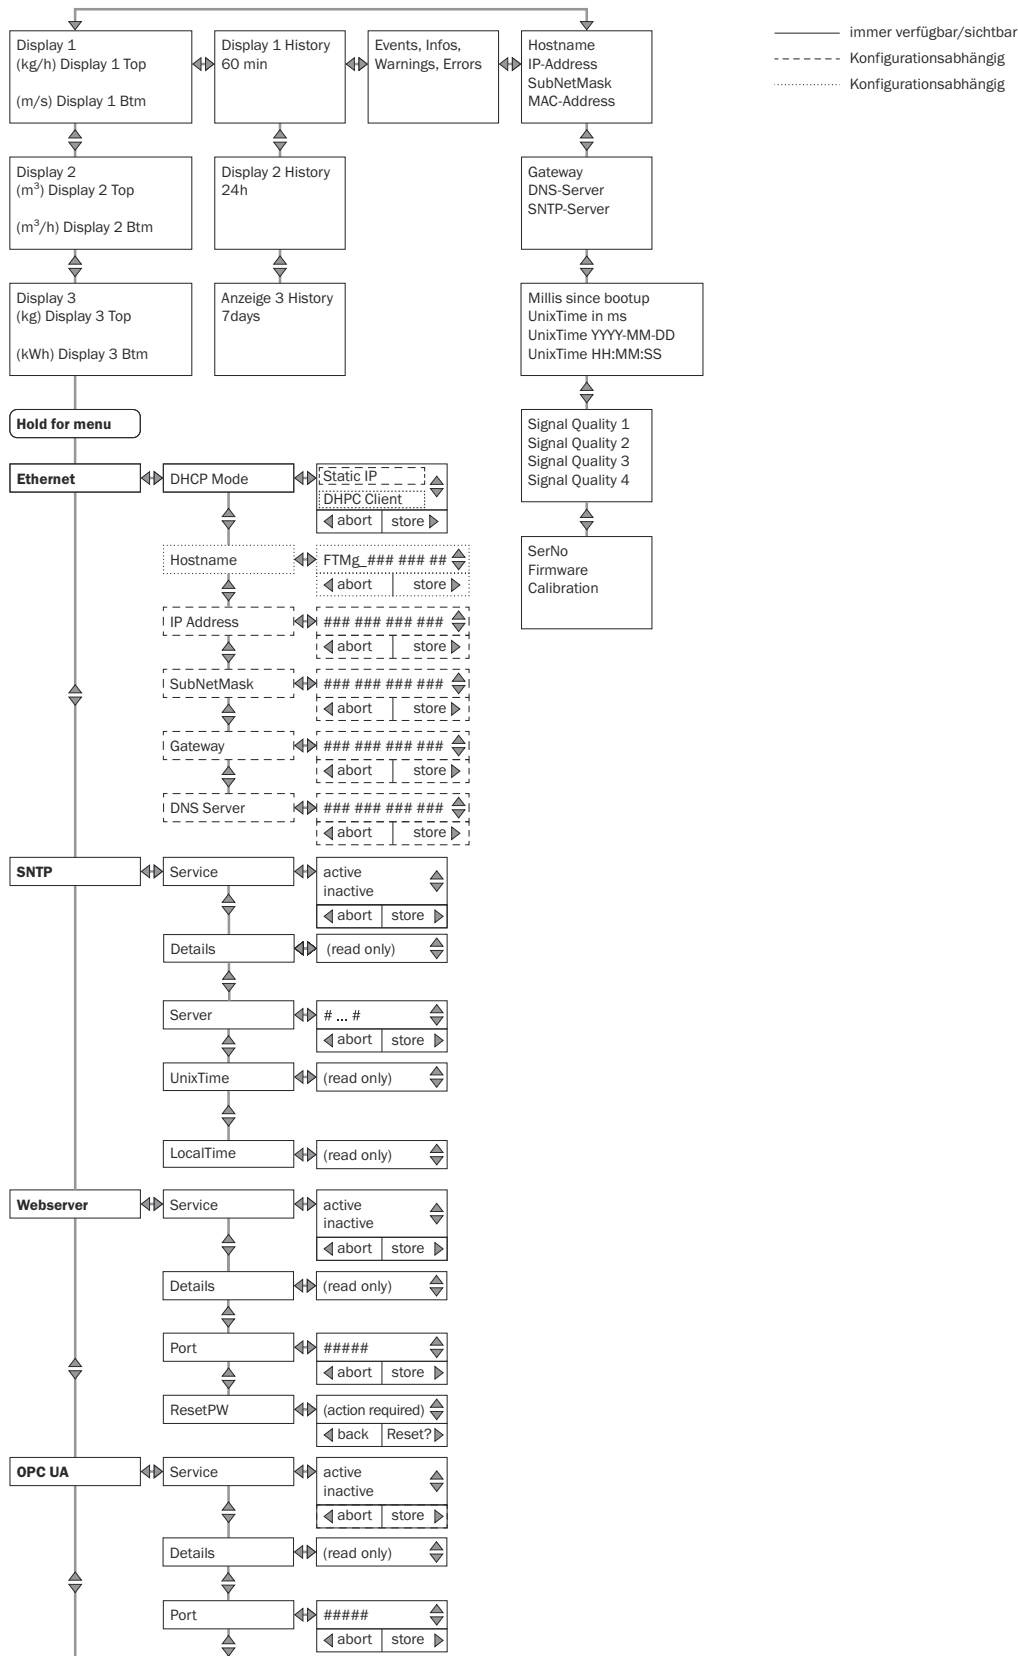 Display 1
(kg/h) Display 1 Top
(m/s) Display 1 Btm
Display 1 History
60 min
Events, Infos,
Warnings, Errors
Hostname
IP-Address
SubNetMask
MAC-Address
immer verfügbar/sichtbar
Konfigurationsabhängig
Konfigurationsabhängig
Display 2
(m³) Display 2 Top
(m³/h) Display 2 Btm
Display 2 History
24h
Gateway
DNS-Server
SNTP-Server
Display 3
(kg) Display 3 Top
(kWh) Display 3 Btm
Anzeige 3 History
7days
Millis since bootup
UnixTime in ms
UnixTime YYYY-MM-DD
UnixTime HH:MM:SS
Signal Quality 1
Signal Quality 2
Signal Quality 3
Signal Quality 4
SerNo
Firmware
Calibration
Hold for menu
Ethernet
DHCP Mode
Static IP
DHPC Client
abort
store
Hostname
FTMg_### ### ##
abort
store
IP Address
### ### ### ###
abort
store
SubNetMask
### ### ### ###
abort
store
Gateway
### ### ### ###
abort
store
DNS Server
### ### ### ###
abort
store
SNTP
Service
active
inactive
abort
store
Details
(read only)
Server
# ... #
abort
store
UnixTime
(read only)
LocalTime
(read only)
Webserver
Service
active
inactive
abort
store
Details
(read only)
Port
#####
abort
store
ResetPW
(action required)
back
Reset?
OPC UA
Service
active
inactive
abort
store
Details
(read only)
Port
#####
abort
store